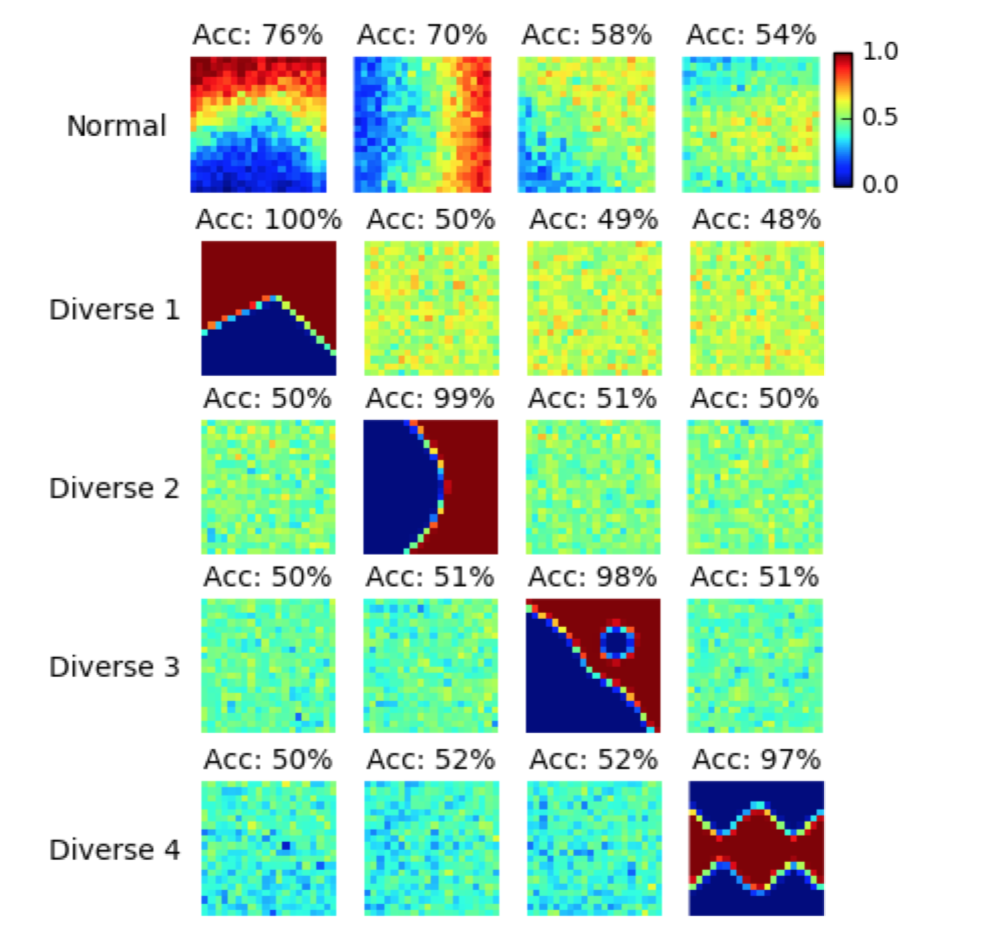 Acc: 76% Acc: 70% Acc: 58% Acc: 54%
1.0
0.5
0.0
Normal
Acc: 100% Acc: 50% Acc: 49% Acc: 48%
Diverse 1
Acc: 50% Acc: 99% Acc: 51% Acc: 50%
Diverse 2
Acc: 50% Acc: 51% Acc: 98% Acc: 51%
Diverse 3
Acc: 50% Acc: 52% Acc: 52% Acc: 97%
Diverse 4